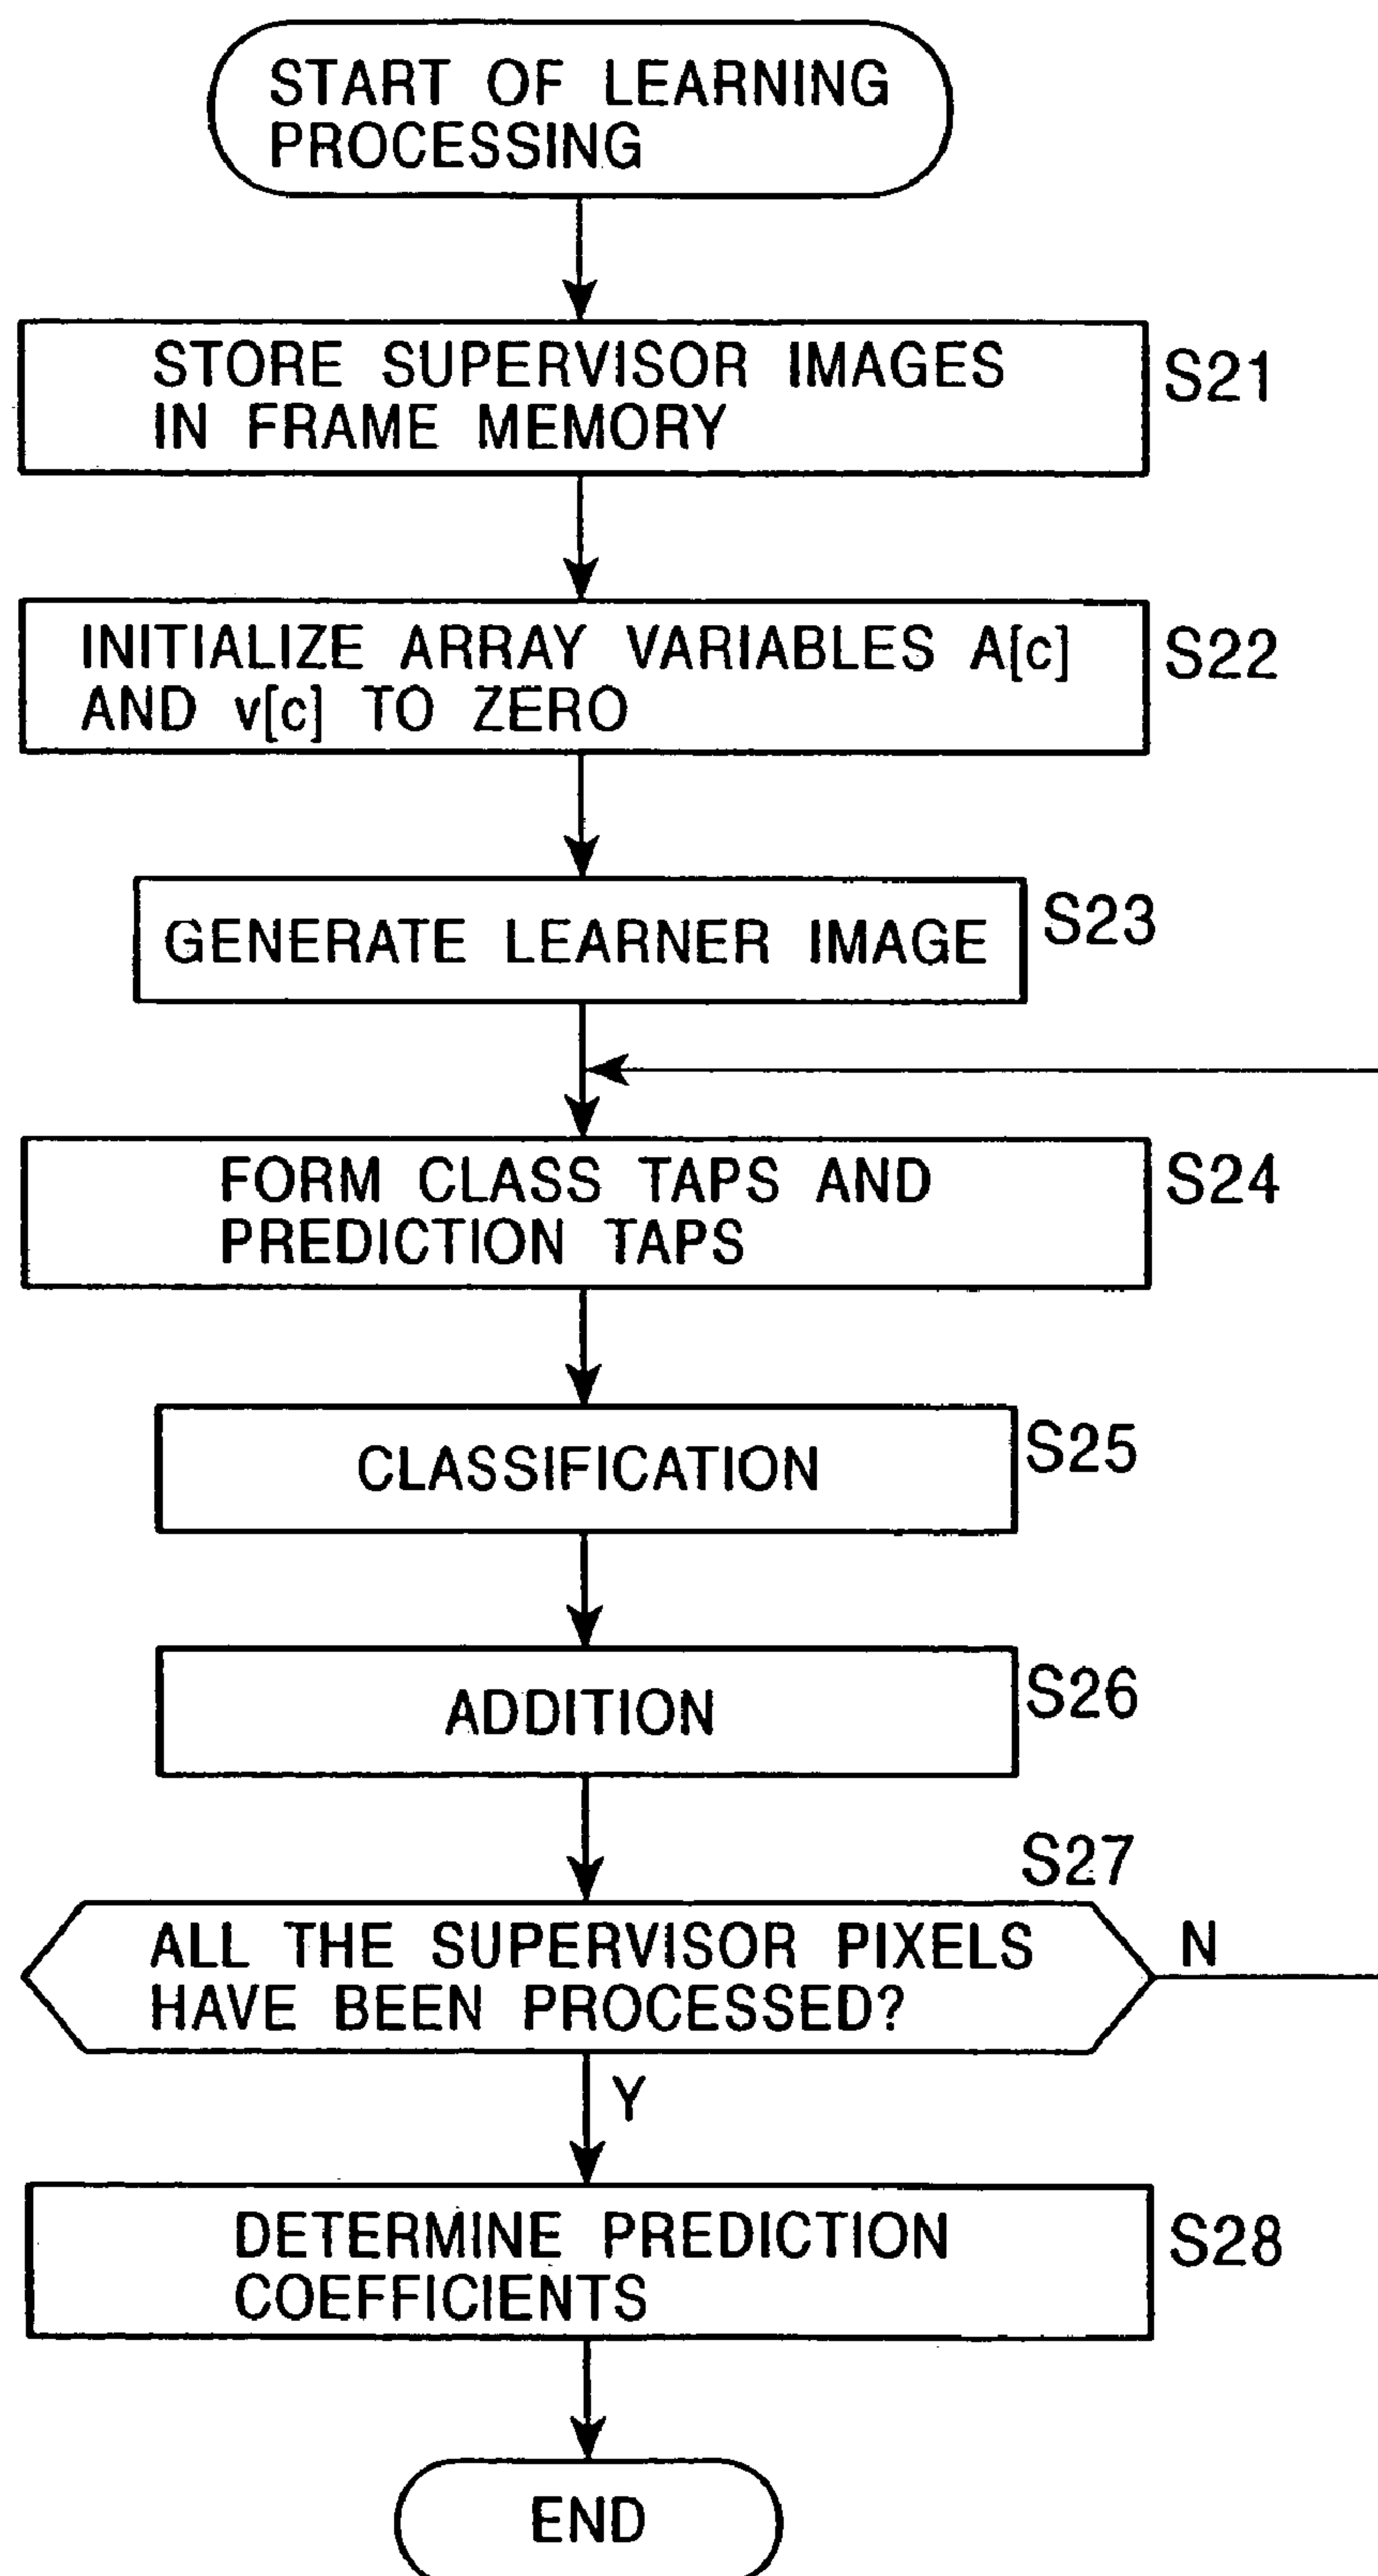 START OF LEARNING
PROCESSING
STORE SUPERVISOR IMAGES
IN FRAME MEMORY
S21
INITIALIZE ARRAY VARIABLES A[c]
AND v[c] TO ZERO
S22
GENERATE LEARNER IMAGE
S23
FORM CLASS TAPS AND
PREDICTION TAPS
S24
CLASSIFICATION
S25
ADDITION
S26
S27
ALL THE SUPERVISOR PIXELS
HAVE BEEN PROCESSED?
N
Y
DETERMINE PREDICTION
COEFFICIENTS
S28
END